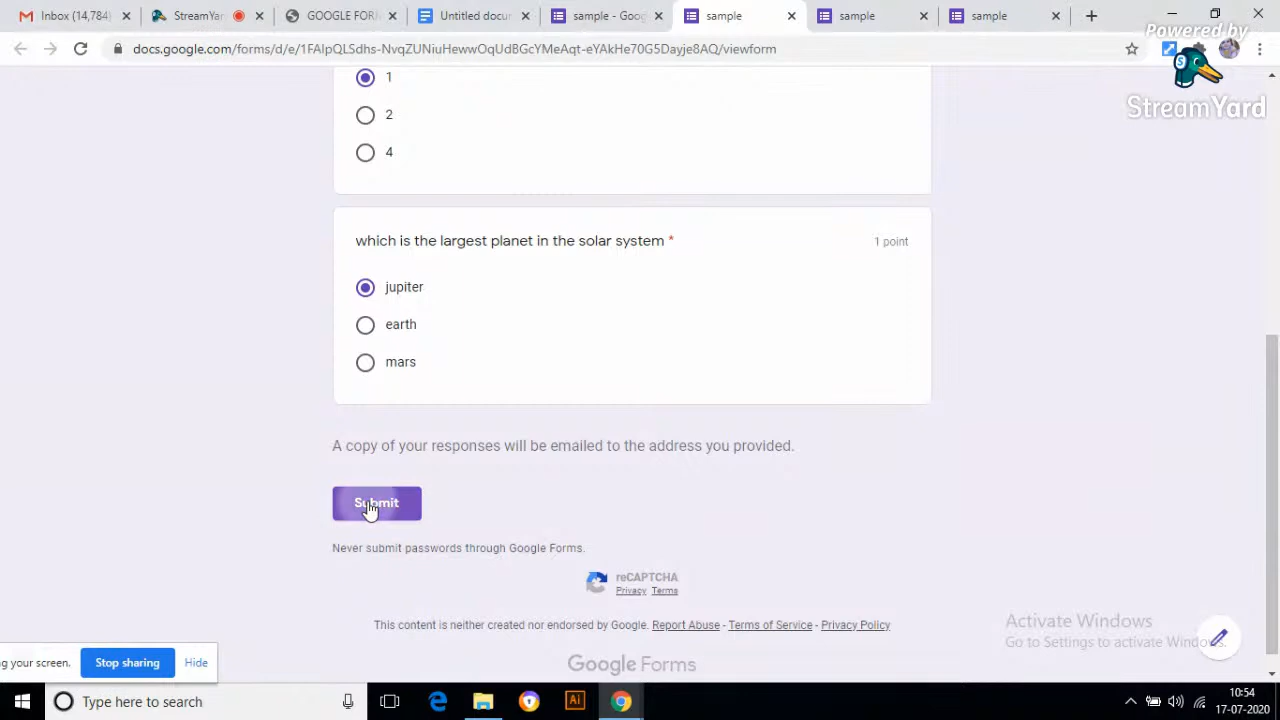 Inbox (14,784)
StreamYar
GOOGLE FOR
Untitled docu
sample - Goog
sample
sample
sample
Powered by
docs.google.com/forms/d/e/1FAIpQLSdhs-NvqZUNiuHewwOqUdBGcYMeAqt-eYAkHe70G5Dayje8AQ/viewform
StreamYard
1
2
4
which is the largest planet in the solar system *
1 point
jupiter
earth
mars
A copy of your responses will be emailed to the address you provided.
Submit
Never submit passwords through Google Forms.
reCAPTCHA
Privacy Terms
This content is neither created nor endorsed by Google. Report Abuse - Terms of Service - Privacy Policy
Activate Windows
Go to Settings to activate Windows.
Google Forms
g your screen.
Stop sharing
Hide
Type here to search
Ai
10:54
17-07-2020